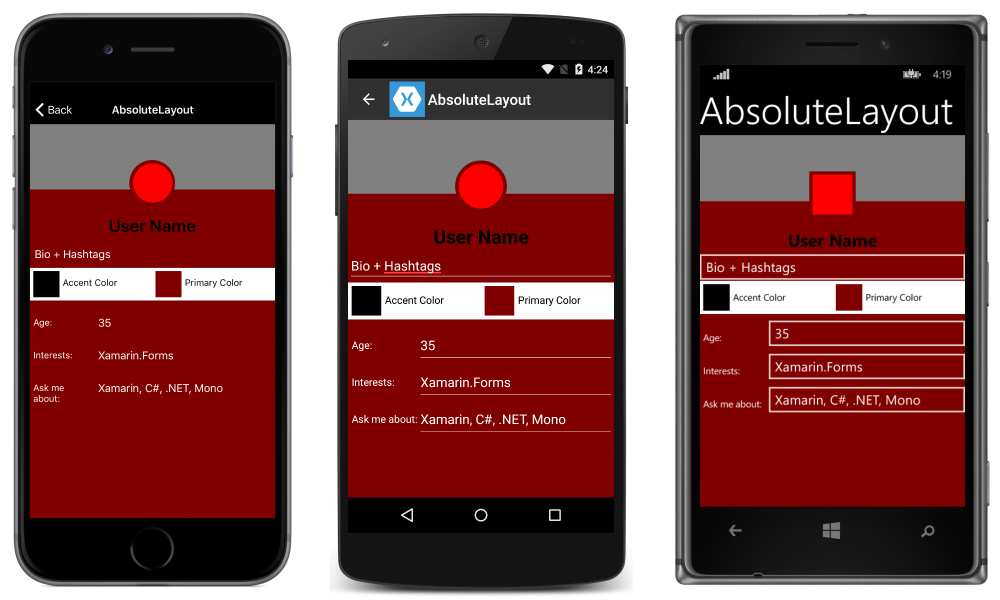 Back
AbsoluteLayout
User Name
Bio + Hashtags
Accent Color
Primary Color
Age:
35
Interests:
Xamarin.Forms
Ask me
about:
Xamarin, C#, .NET, Mono
4:24
AbsoluteLayout
User Name
Bio + Hashtags
Accent Color
Primary Color
Age:
35
Interests:
Xamarin.Forms
Ask me about:
Xamarin, C#, .NET, Mono
4:19
AbsoluteLayout
User Name
Bio + Hashtags
Accent Color
Primary Color
Age:
35
Interests:
Xamarin.Forms
Ask me about:
Xamarin, C#, .NET, Mono